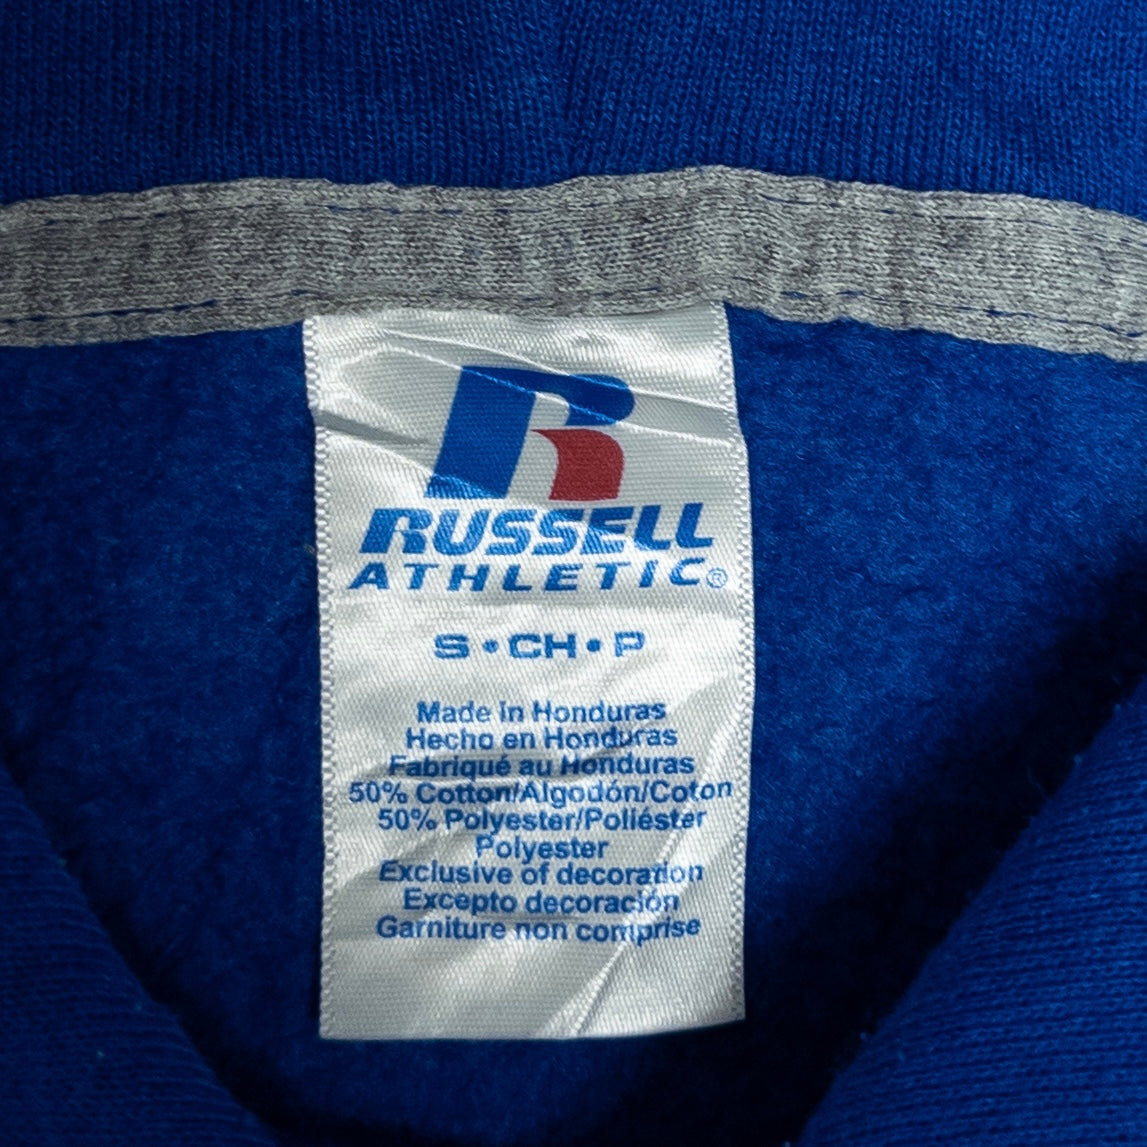 R
RUSSELL
ATHLETIC®
S•CH•P
Made in Honduras
Hecho en Honduras
Fabriqué au Honduras
50% Cotton/Algodón/Coton
50% Polyester/Poliéster
Polyester
Exclusive of decoration
Excepto decoración
Garniture non comprise